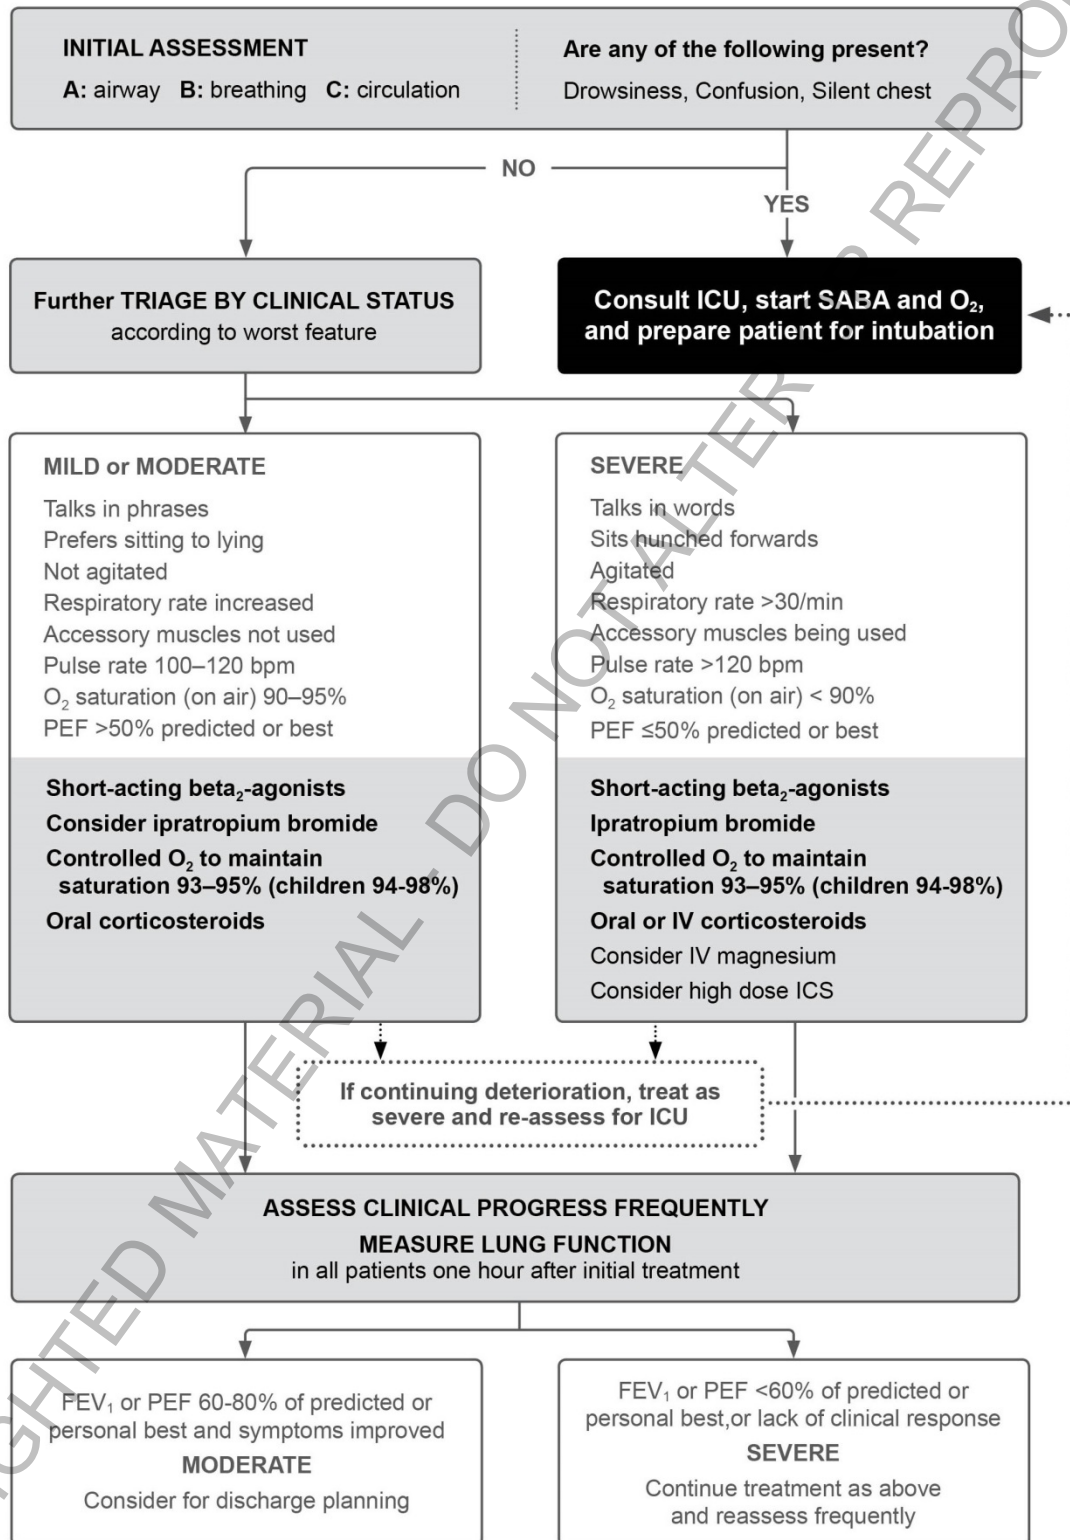 INITIAL ASSESSMENT
A: airway B: breathing C: circulation
Are any of the following present?
Drowsiness, Confusion, Silent chest
NO
YES
Further TRIAGE BY CLINICAL STATUS
according to worst feature
Consult ICU, start SABA and O₂,
and prepare patient for intubation
MILD or MODERATE
Talks in phrases
Prefers sitting to lying
Not agitated
Respiratory rate increased
Accessory muscles not used
Pulse rate 100–120 bpm
O₂ saturation (on air) 90–95%
PEF >50% predicted or best
Short-acting beta₂-agonists
Consider ipratropium bromide
Controlled O₂ to maintain
saturation 93–95% (children 94-98%)
Oral corticosteroids
SEVERE
Talks in words
Sits hunched forwards
Agitated
Respiratory rate >30/min
Accessory muscles being used
Pulse rate >120 bpm
O₂ saturation (on air) < 90%
PEF ≤50% predicted or best
Short-acting beta₂-agonists
Ipratropium bromide
Controlled O₂ to maintain
saturation 93–95% (children 94-98%)
Oral or IV corticosteroids
Consider IV magnesium
Consider high dose ICS
If continuing deterioration, treat as
severe and re-assess for ICU
ASSESS CLINICAL PROGRESS FREQUENTLY
MEASURE LUNG FUNCTION
in all patients one hour after initial treatment
FEV₁ or PEF 60-80% of predicted or
personal best and symptoms improved
MODERATE
Consider for discharge planning
FEV₁ or PEF <60% of predicted or
personal best,or lack of clinical response
SEVERE
Continue treatment as above
and reassess frequently
GHTED MATERIAL - DO NOT ALTER OR REPRO